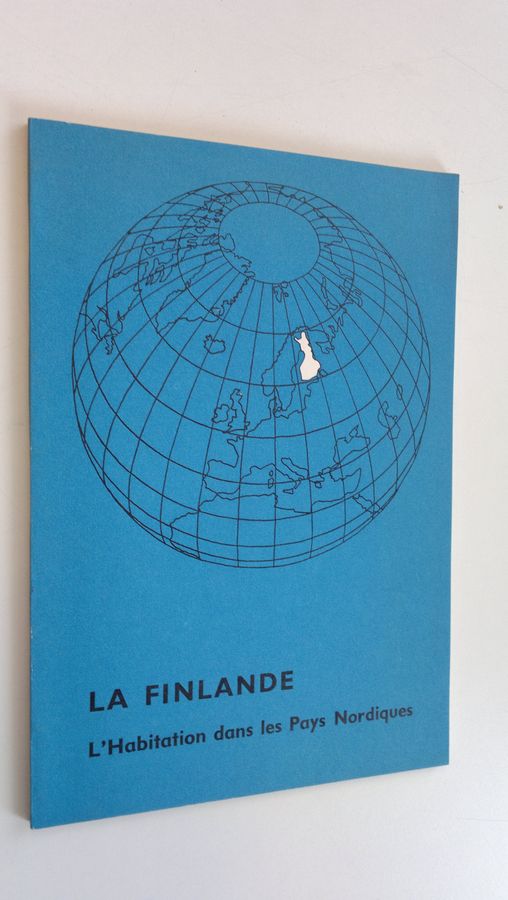 LA FINLANDE
L'Habitation dans les Pays Nordiques